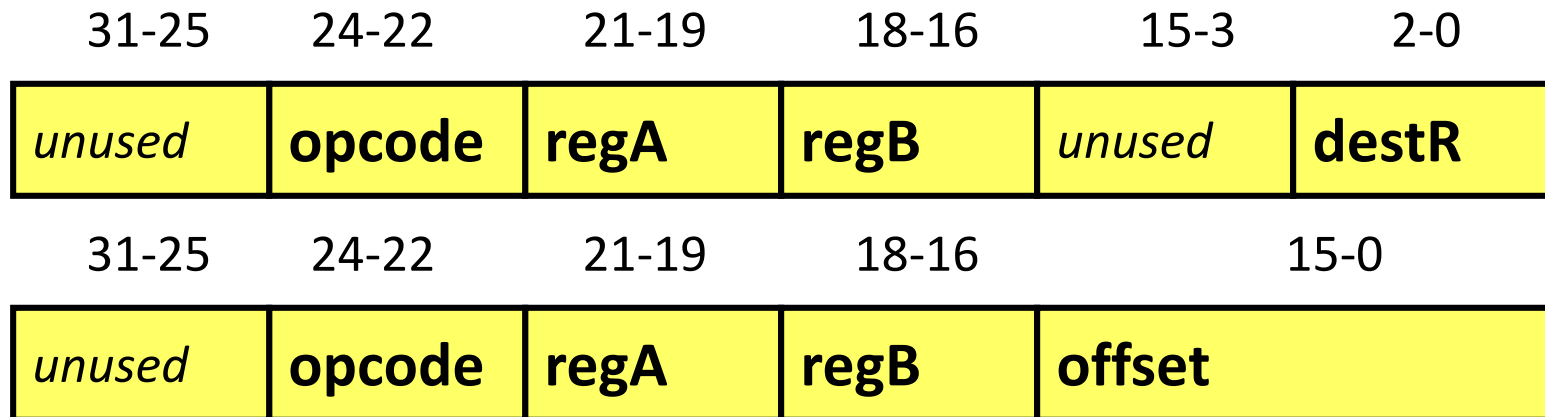 31-25 24-22 21-19 18-16 15-3 2-0
unused opcode regA regB unused destR
31-25 24-22 21-19 18-16 15-0
unused opcode regA regB offset